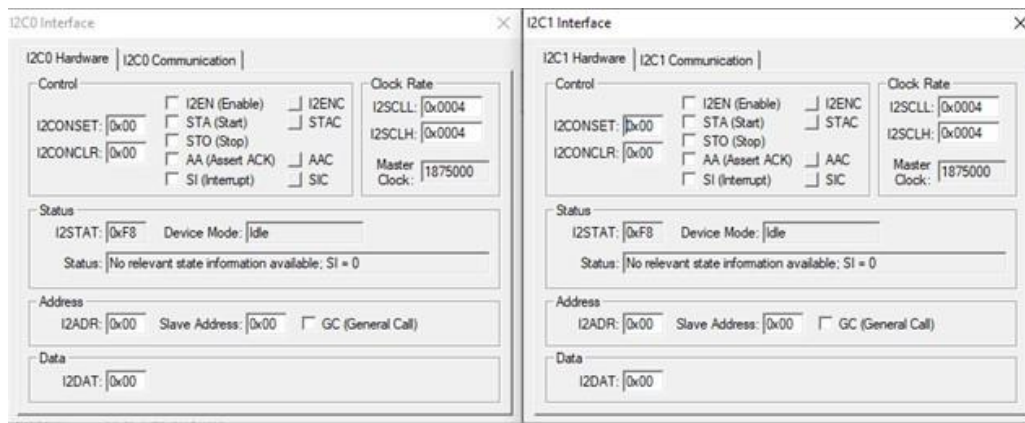 I2C0 Interface
I2C0 Hardware I2C0 Communication
Control
I2CONSET: 0x00
I2CONCLR: 0x00
I2EN (Enable) I2ENC
STA (Start) STAC
STO (Stop)
AA (Assert ACK) AAC
SI (Interrupt) SIC
Clock Rate
I2SCLL: 0x0004
I2SCLH: 0x0004
Master
Clock: 1875000
Status
I2STAT: 0xF8 Device Mode: Idle
Status: No relevant state information available; SI = 0
Address
I2ADR: 0x00 Slave Address: 0x00 GC (General Call)
Data
I2DAT: 0x00
I2C1 Interface
I2C1 Hardware I2C1 Communication
Control
I2CONSET: 0x00
I2CONCLR: 0x00
I2EN (Enable) I2ENC
STA (Start) STAC
STO (Stop)
AA (Assert ACK) AAC
SI (Interrupt) SIC
Clock Rate
I2SCLL: 0x0004
I2SCLH: 0x0004
Master
Clock: 1875000
Status
I2STAT: 0xF8 Device Mode: Idle
Status: No relevant state information available; SI = 0
Address
I2ADR: 0x00 Slave Address: 0x00 GC (General Call)
Data
I2DAT: 0x00